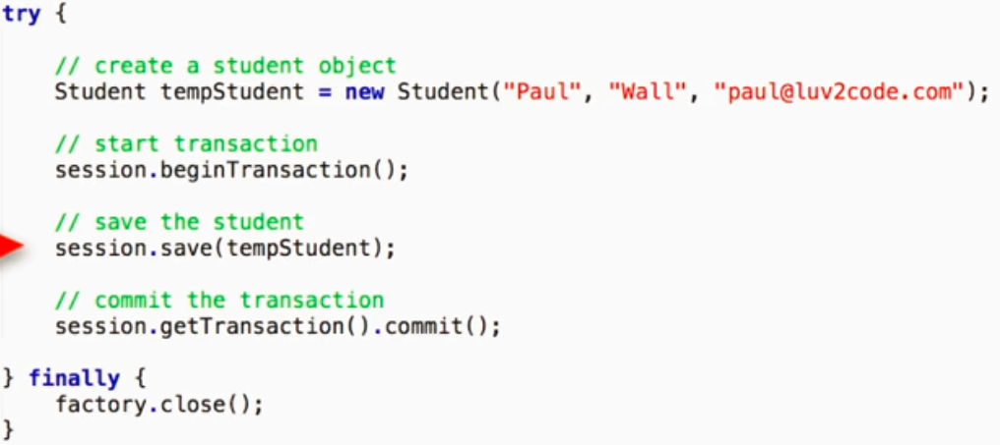 try {
// create a student object
Student tempStudent = new Student("Paul", "Wall", "paul@luv2code.com");
// start transaction
session.beginTransaction();
// save the student
session.save(tempStudent);
// commit the transaction
session.getTransaction().commit();
} finally {
factory.close();
}